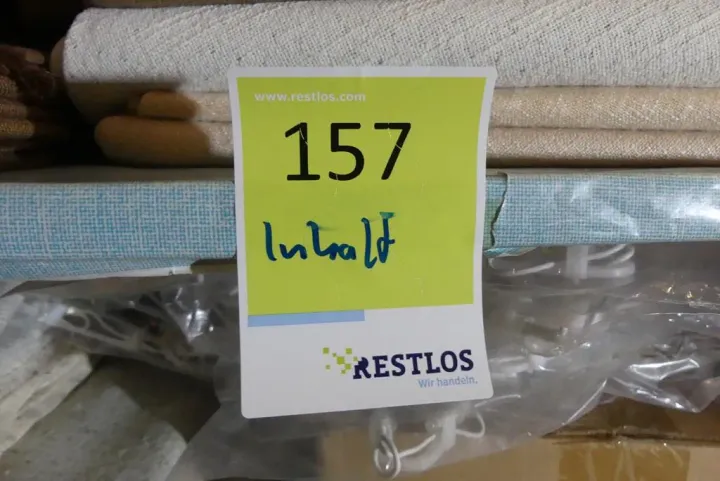 www.restlos.com
157
Inhalt
RESTLOS
Wir handeln.